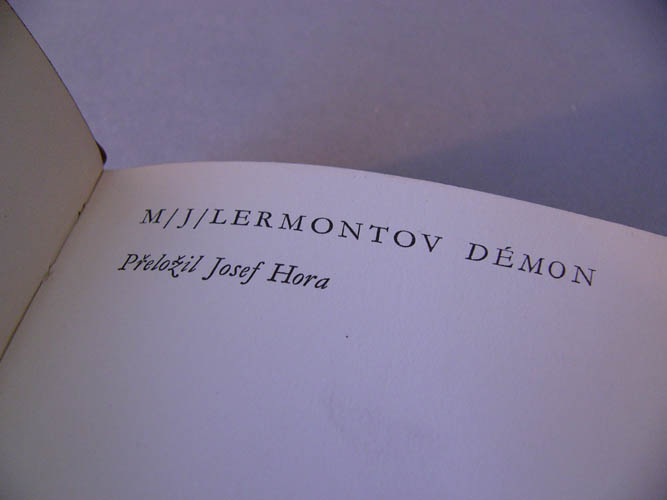 M/J/LERMONTOV DÉMON
Přeložil Josef Hora